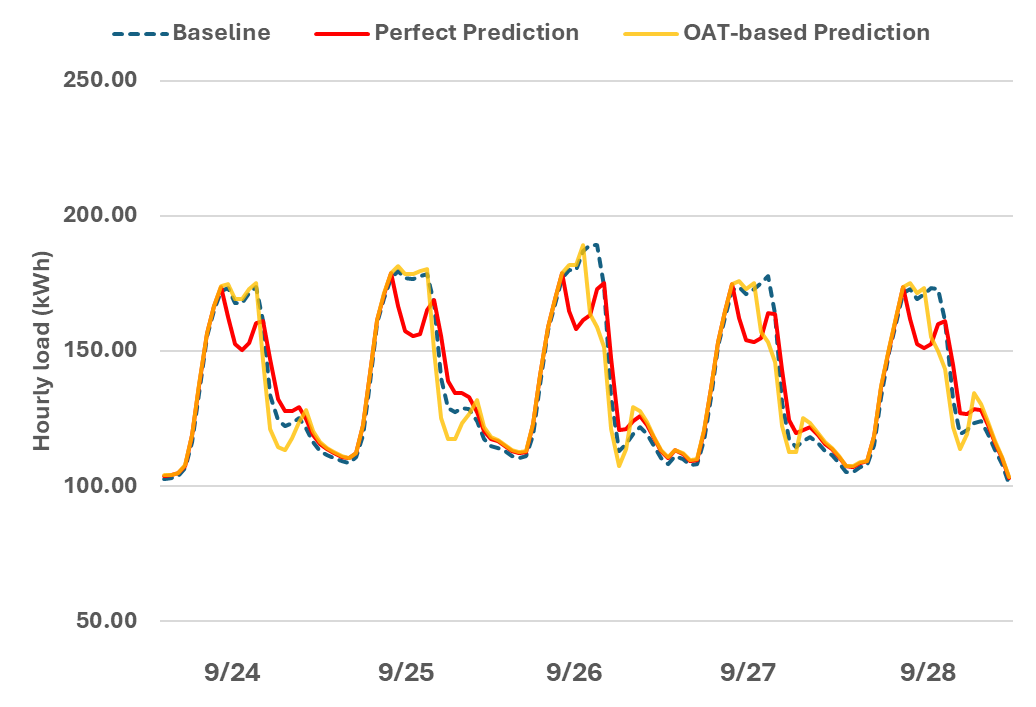 Baseline Perfect Prediction OAT-based Prediction
250.00
200.00
150.00
100.00
50.00
Hourly load (kWh)
9/24 9/25 9/26 9/27 9/28